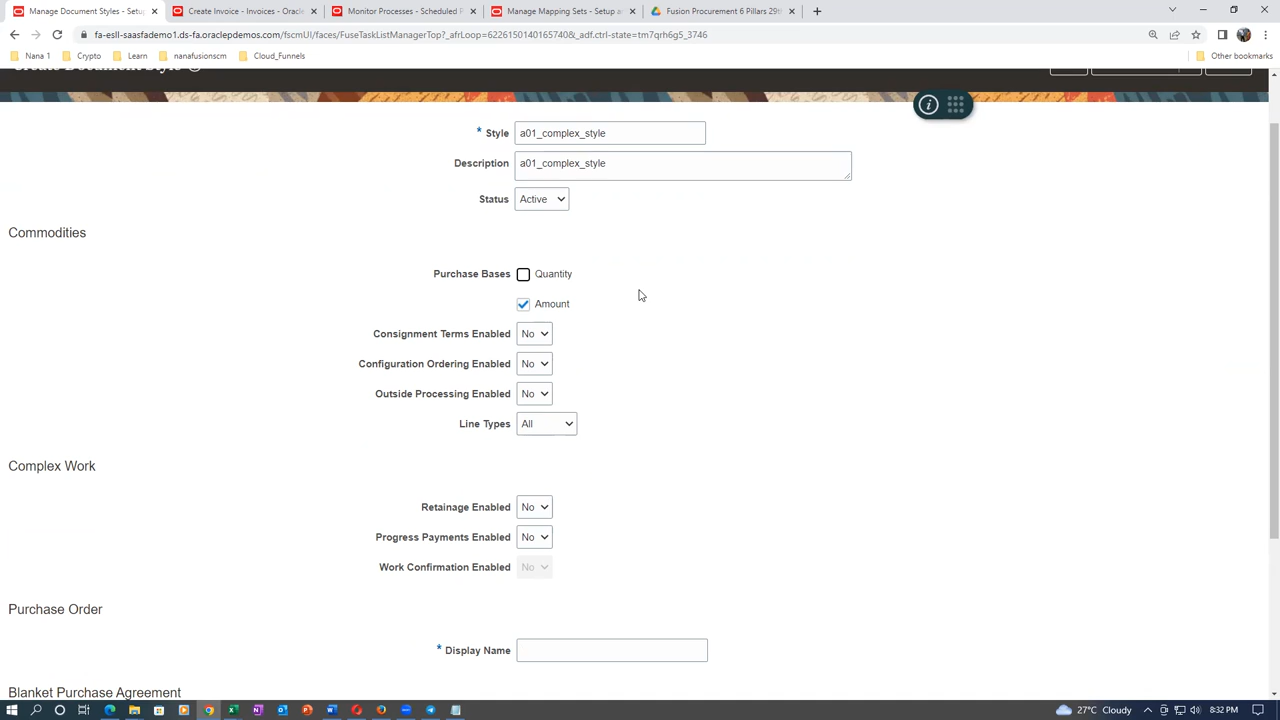 Manage Document Styles - Setup
Create Invoice - Invoices - Oracle
Monitor Processes - Scheduled P
Manage Mapping Sets - Setup a
Fusion Procurement 6 Pillars 29th
fa-esll-saasfademo1.ds-fa.oraclepdemos.com/fscmUI/faces/FuseTaskListManagerTop?_afrLoop=6226150140165740&_adf.ctrl-state=tm7qrh6g5_3746
Nana 1
Crypto
Learn
nanafusionscm
Cloud_Funnels
Other bookmarks
Create Document Style
* Style a01_complex_style
Description a01_complex_style
Status Active
Commodities
Purchase Bases Quantity
Amount
Consignment Terms Enabled No
Configuration Ordering Enabled No
Outside Processing Enabled No
Line Types All
Complex Work
Retainage Enabled No
Progress Payments Enabled No
Work Confirmation Enabled No
Purchase Order
* Display Name
Blanket Purchase Agreement
27°C Cloudy
8:32 PM